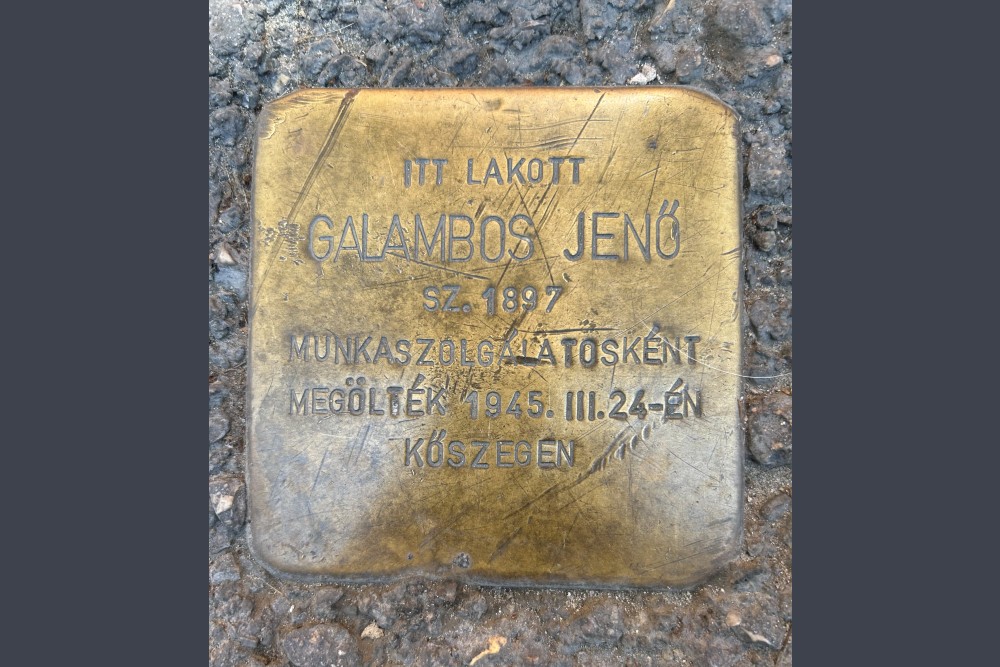 ITT LAKOTT
GALAMBOS JENŐ
SZ. 1897
MUNKASZOLGÁLATOSKÉNT
MEGÖLTÉK 1945. III. 24-ÉN
KŐSZEGEN